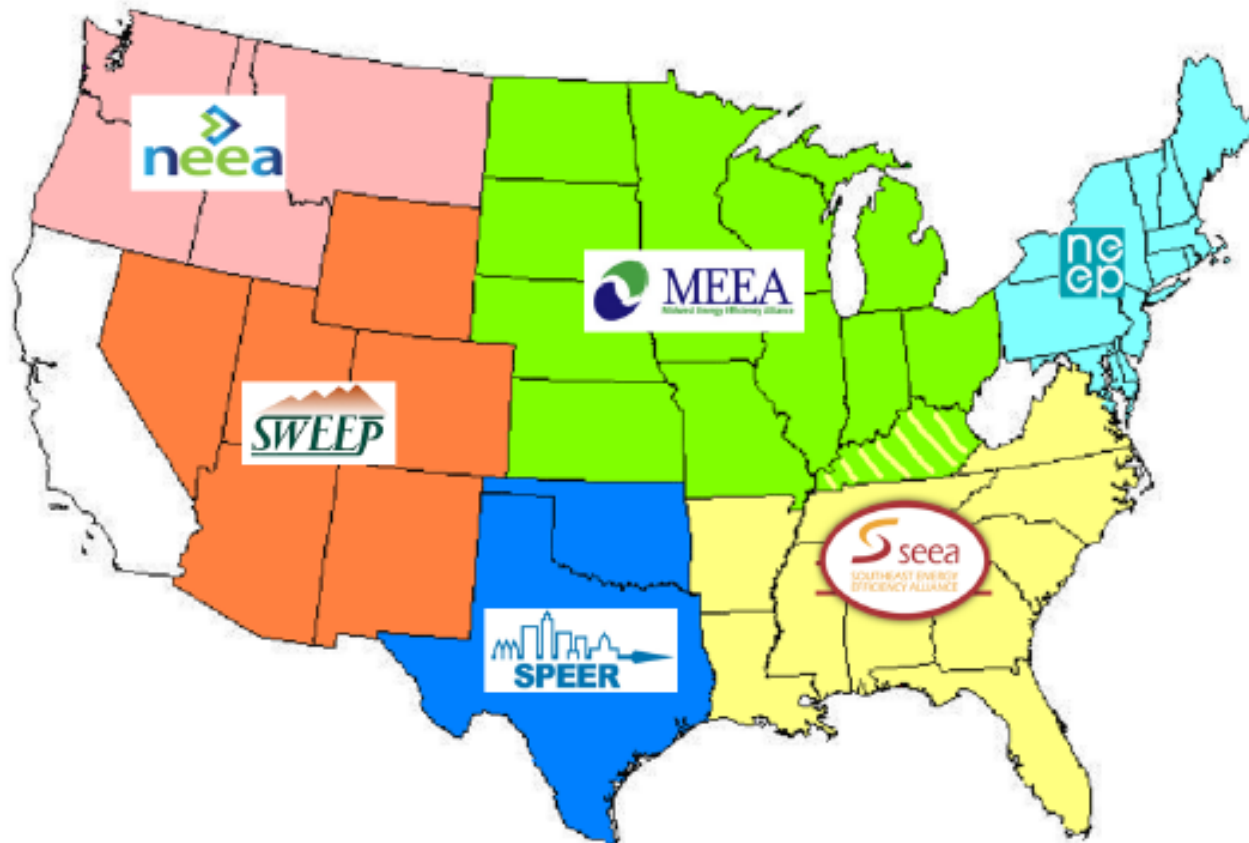 neea
MEEA
Midwest Energy Efficiency Alliance
ne
ep
SWEEP
seea
SOUTHEAST ENERGY
EFFICIENCY ALLIANCE
SPEER